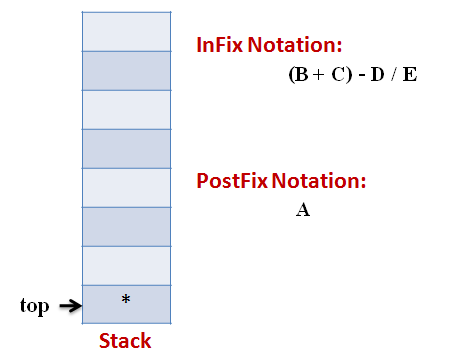 InFix Notation:
(B + C) - D / E
PostFix Notation:
A
top
*
Stack